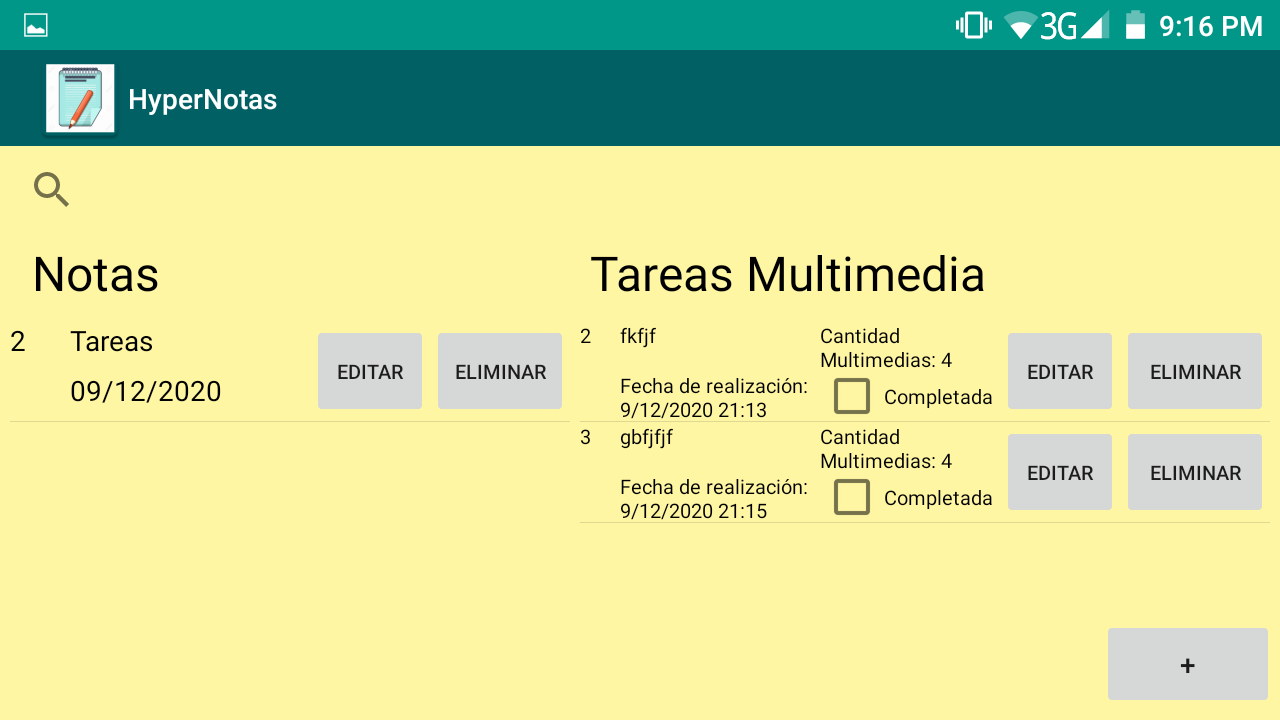 3G 9:16 PM
HyperNotas
Notas
2 Tareas
09/12/2020
EDITAR ELIMINAR
Tareas Multimedia
2 fkfjf
Fecha de realización:
9/12/2020 21:13
Cantidad
Multimedias: 4
Completada
EDITAR ELIMINAR
3 gbfjfjf
Fecha de realización:
9/12/2020 21:15
Cantidad
Multimedias: 4
Completada
EDITAR ELIMINAR
+